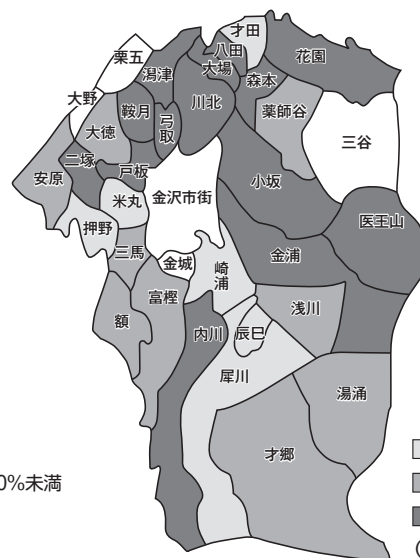 才田
八田
花園
栗五
潟津
大場
森本
大野
鞍月
川北
薬師谷
弓取
大徳
三谷
二塚
戸板
安原
小坂
米丸
金沢市街
医王山
押野
金浦
三馬
金城
崎浦
富樫
浅川
額
内川
辰巳
犀川
湯涌
才郷
0%未満